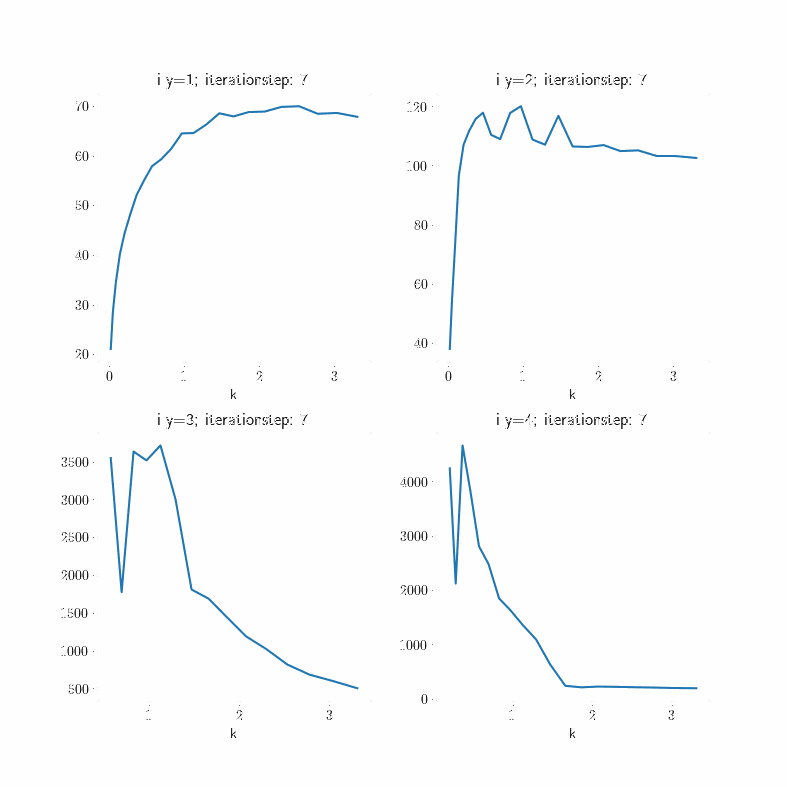 i y=1; iterationstep: 7
70
60
50
40
30
20
0 1 2 3
k
i y=2; iterationstep: 7
120
100
80
60
40
0 1 2 3
k
i y=3; iterationstep: 7
3500
3000
2500
2000
1500
1000
500
1 2 3
k
i y=4; iterationstep: 7
4000
3000
2000
1000
0
1 2 3
k